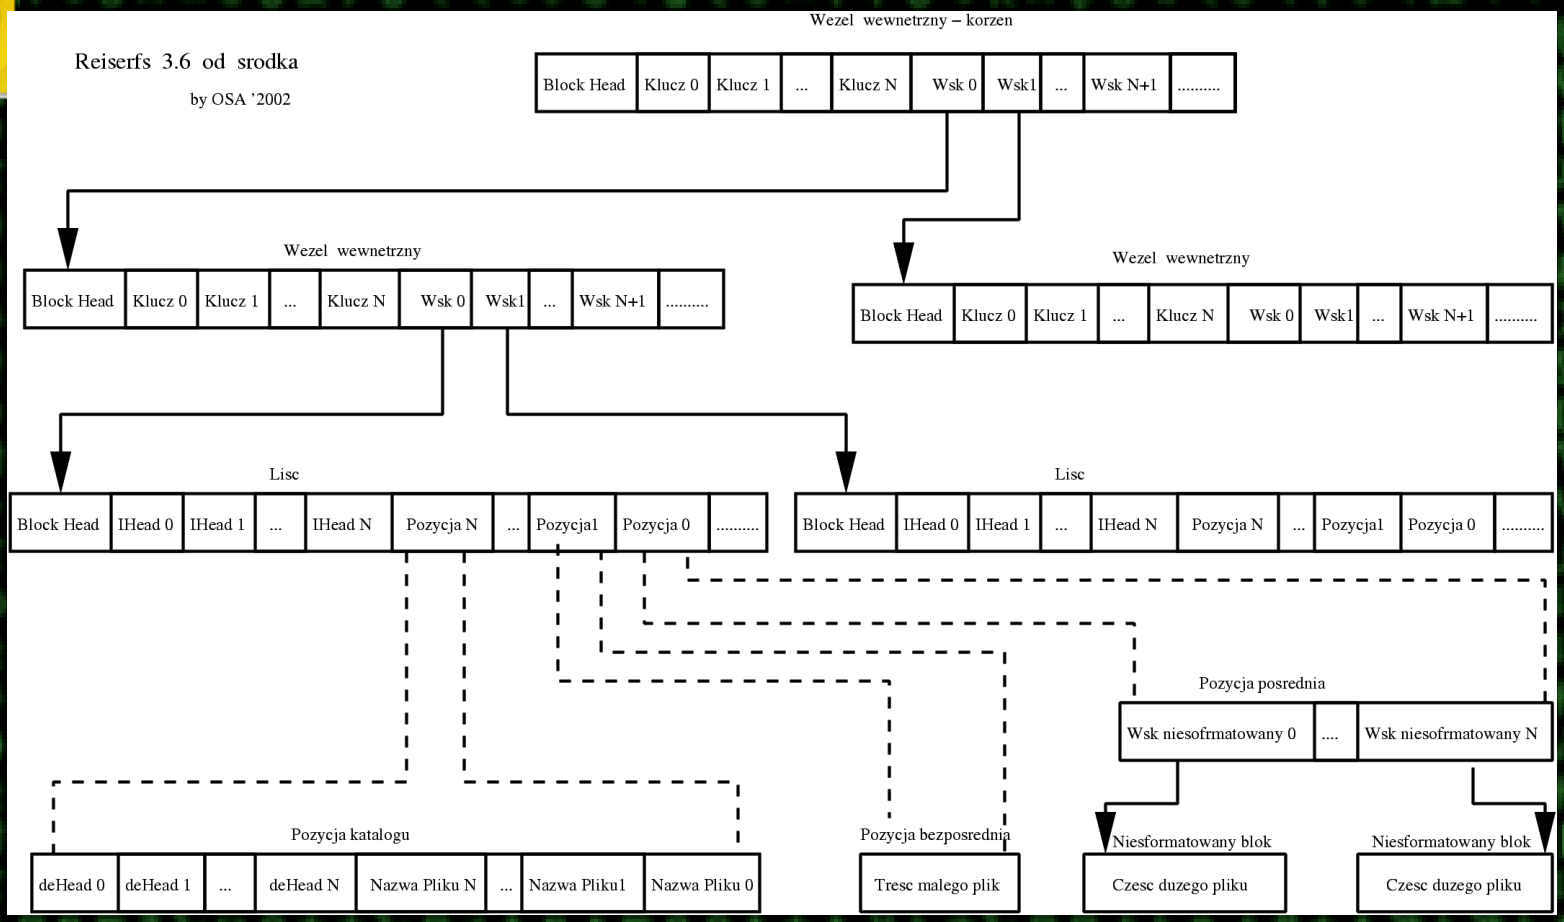 Wezel wewnetrzny – korzen
Reiserfs 3.6 od srodka
by OSA '2002
Block Head Klucz 0 Klucz 1 ... Klucz N Wsk 0 Wsk1 ... Wsk N+1 ..........
Wezel wewnetrzny
Block Head Klucz 0 Klucz 1 ... Klucz N Wsk 0 Wsk1 ... Wsk N+1 ..........
Wezel wewnetrzny
Block Head Klucz 0 Klucz 1 ... Klucz N Wsk 0 Wsk1 ... Wsk N+1 ..........
Lisc
Block Head IHead 0 IHead 1 ... IHead N Pozycja N ... Pozycja1 Pozycja 0 ..........
Lisc
Block Head IHead 0 IHead 1 ... IHead N Pozycja N ... Pozycja1 Pozycja 0 ..........
Pozycja posrednia
Wsk niesofrmatowany 0 .... Wsk niesofrmatowany N
Pozycja katalogu
deHead 0 deHead 1 ... deHead N Nazwa Pliku N ... Nazwa Pliku1 Nazwa Pliku 0
Pozycja bezposrednia
Tresc malego plik
Niesformatowany blok
Czesc duzego pliku
Niesformatowany blok
Czesc duzego pliku